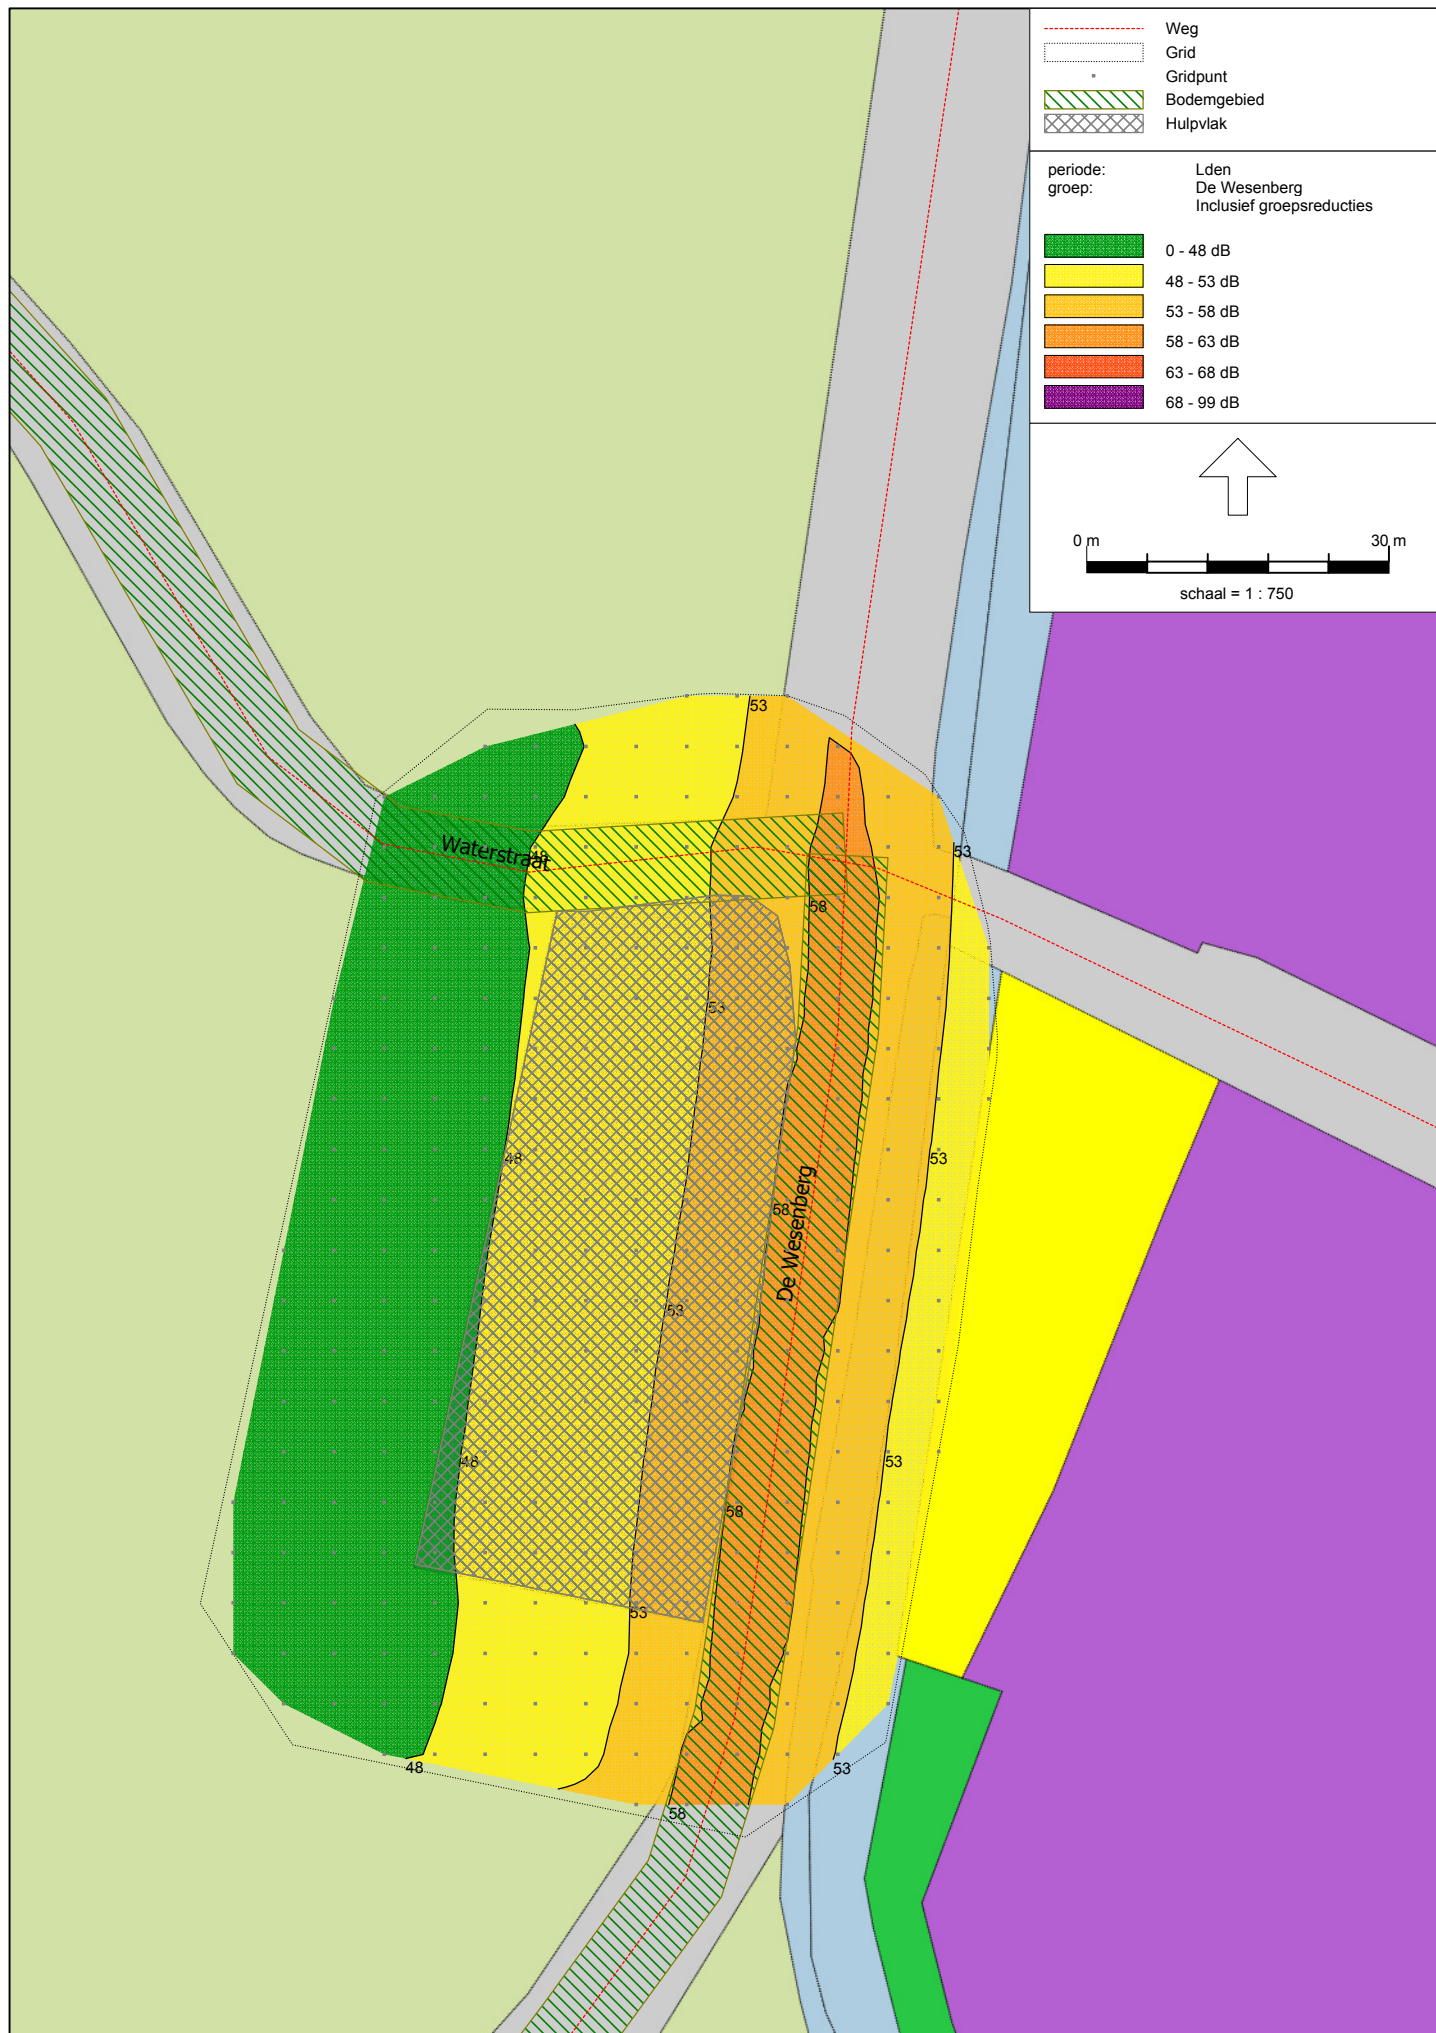 Weg
Grid
Gridpunt
Bodemgebied
Hulpvlak
periode: Lden
groep: De Wesenberg
Inclusief groepsreducties
0 - 48 dB
48 - 53 dB
53 - 58 dB
58 - 63 dB
63 - 68 dB
68 - 99 dB
0 m 30 m
schaal = 1 : 750
53
Waterstraat
48
53
58
53
48
53
58
De Wesenberg
53
48
53
58
53
48
53
58